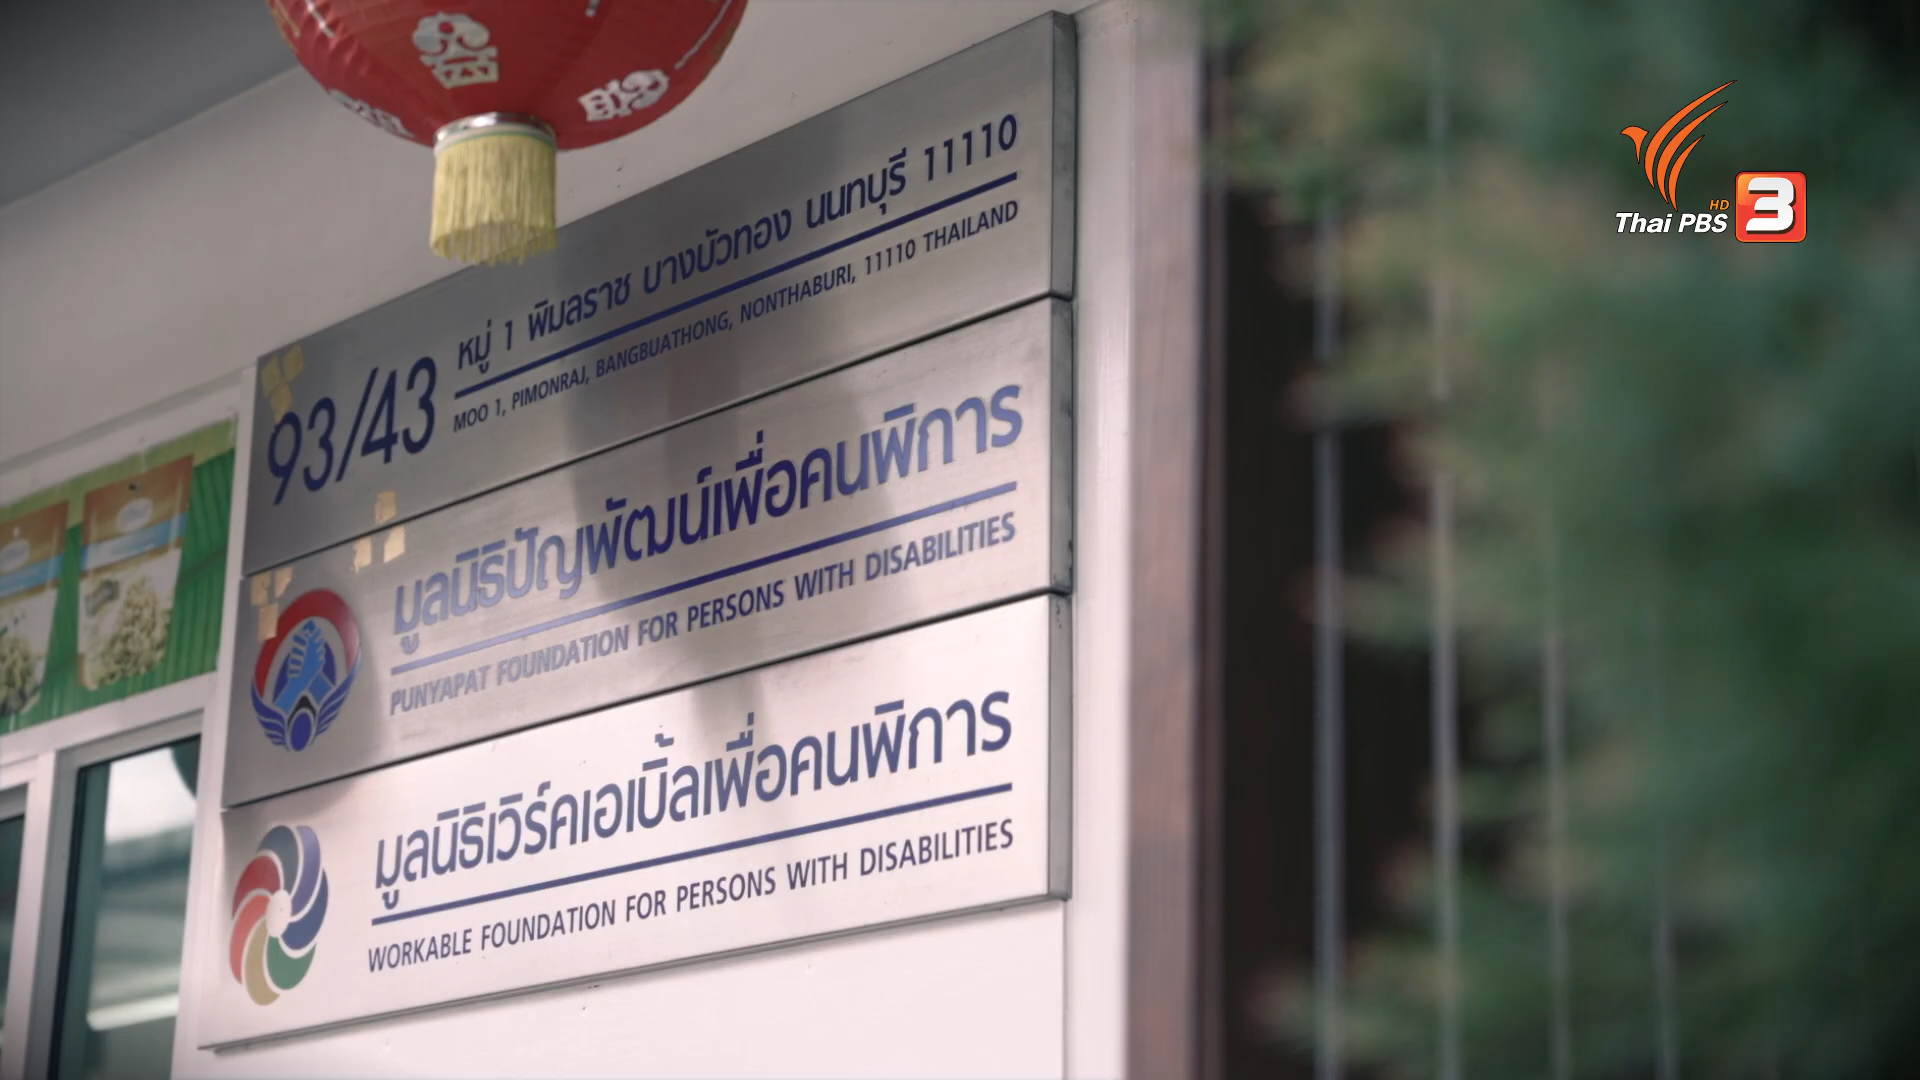 93/43 หมู่ 1 พิมลราช บางบัวทอง นนทบุรี 11110
MOO 1, PIMONRAJ, BANGBUATHONG, NONTHABURI, 11110 THAILAND
มูลนิธิปัญพัฒน์เพื่อคนพิการ
PUNYAPAT FOUNDATION FOR PERSONS WITH DISABILITIES
มูลนิธิเวิร์คเอเบิ้ลเพื่อคนพิการ
WORKABLE FOUNDATION FOR PERSONS WITH DISABILITIES
Thai PBS HD 3